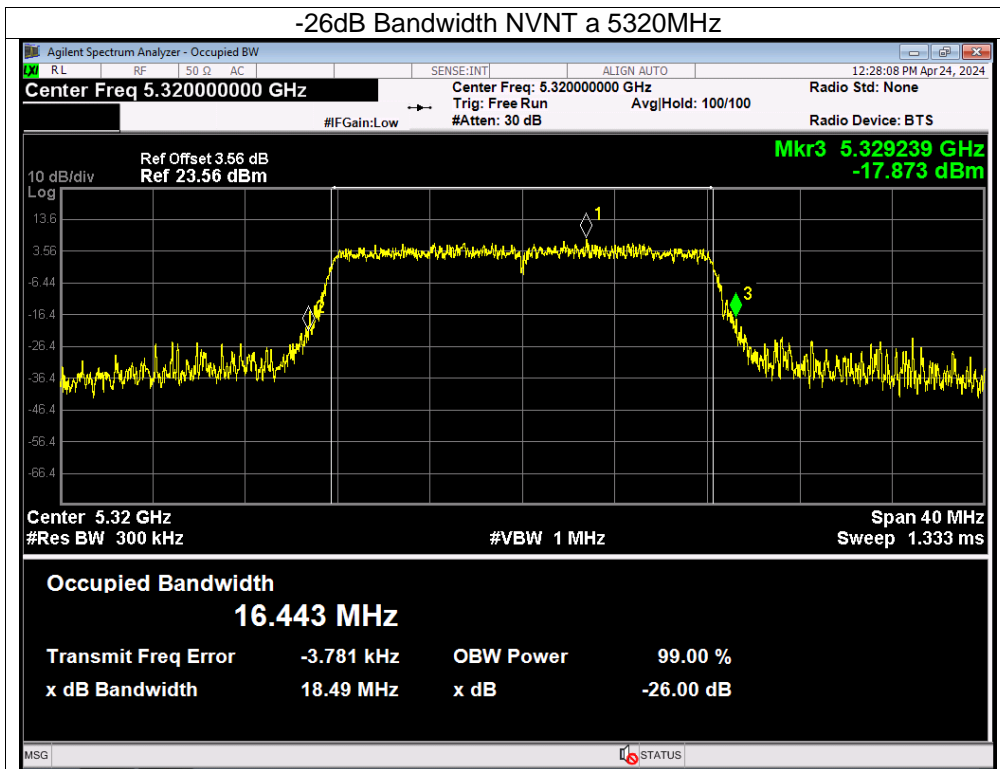 -26dB Bandwidth NVNT a 5320MHz
Agilent Spectrum Analyzer - Occupied BW
LXI RL RF 50 Ω AC SENSE:INT ALIGN AUTO 12:28:08 PM Apr 24, 2024
Center Freq 5.320000000 GHz Center Freq: 5.320000000 GHz Radio Std: None
Trig: Free Run Avg|Hold: 100/100
#IFGain:Low #Atten: 30 dB Radio Device: BTS
Mkr3 5.329239 GHz
-17.873 dBm
Ref Offset 3.56 dB
10 dB/div Ref 23.56 dBm
Log
13.6
3.56
-6.44
-16.4
-26.4
-36.4
-46.4
-56.4
-66.4
1
2
3
Center 5.32 GHz Span 40 MHz
#Res BW 300 kHz #VBW 1 MHz Sweep 1.333 ms
Occupied Bandwidth
16.443 MHz
Transmit Freq Error -3.781 kHz OBW Power 99.00 %
x dB Bandwidth 18.49 MHz x dB -26.00 dB
MSG STATUS